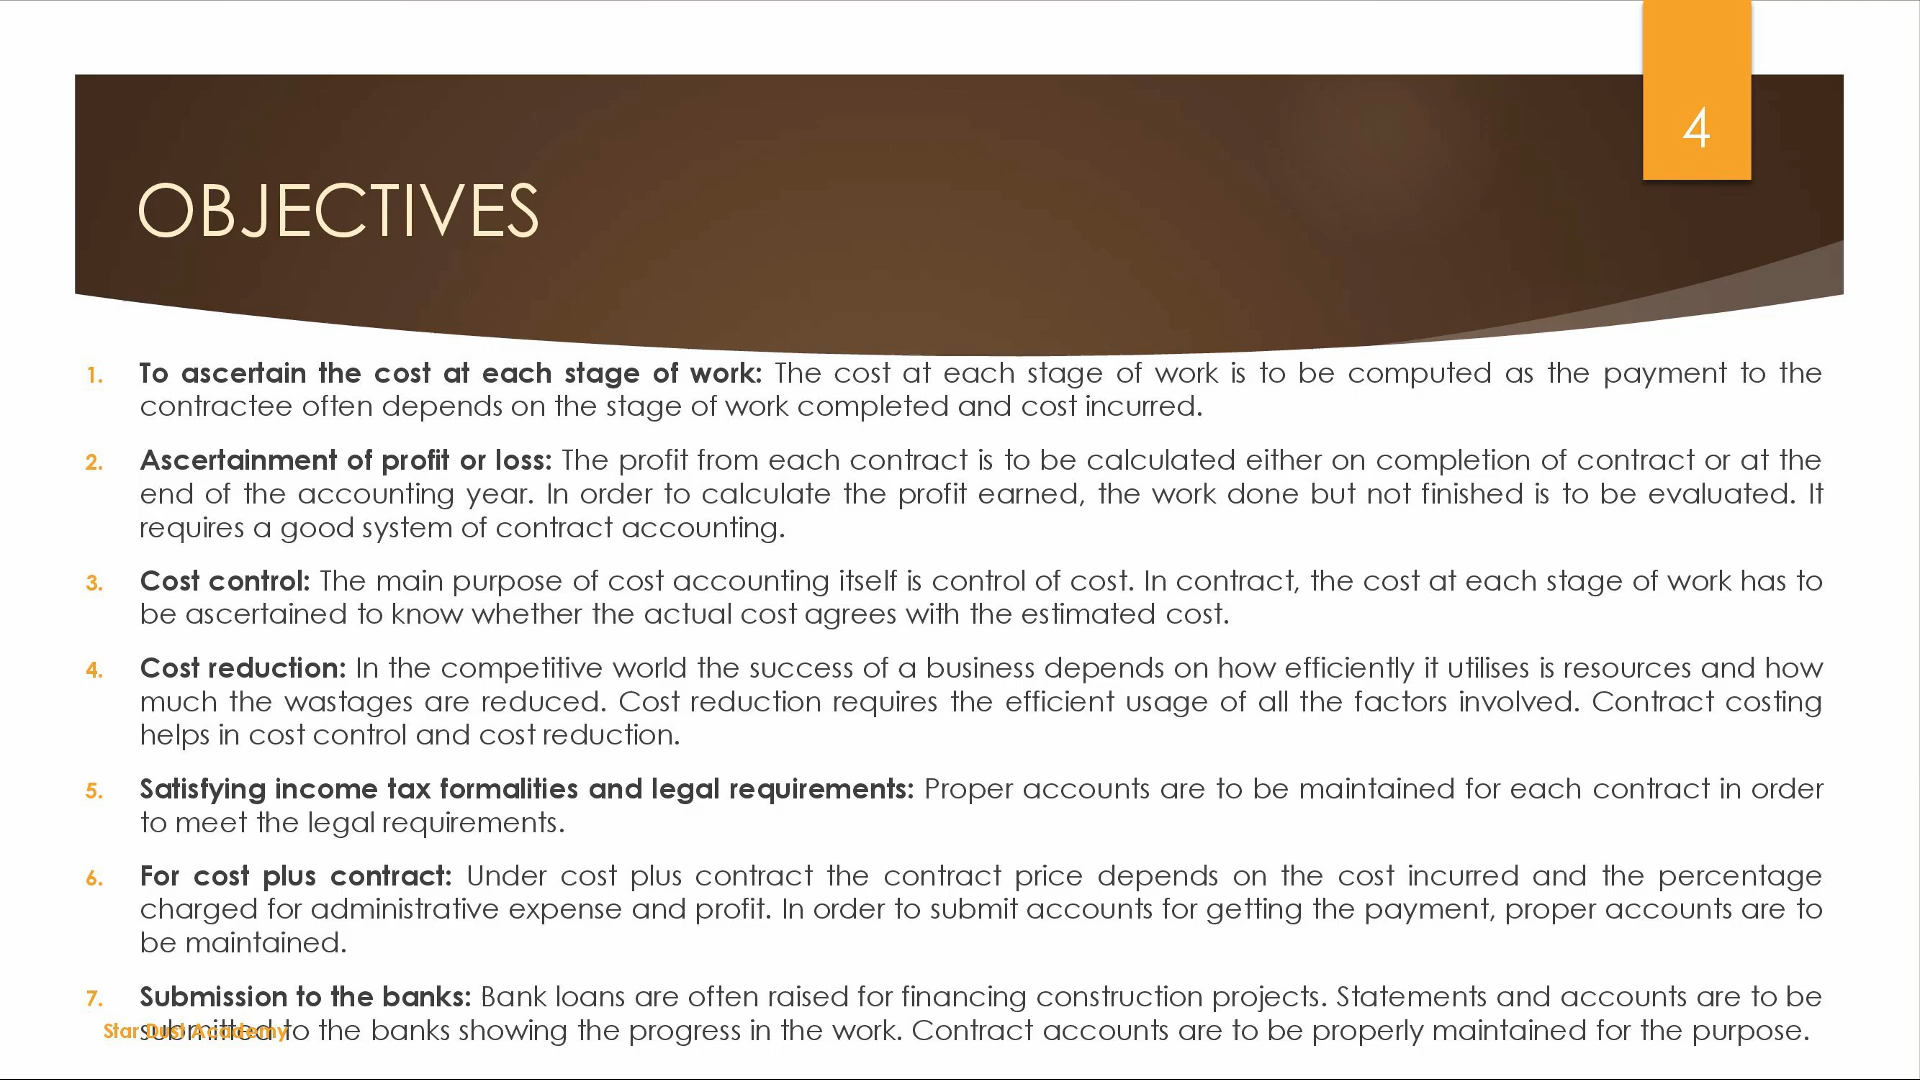 4
OBJECTIVES
1. To ascertain the cost at each stage of work: The cost at each stage of work is to be computed as the payment to the
contractee often depends on the stage of work completed and cost incurred.
2. Ascertainment of profit or loss: The profit from each contract is to be calculated either on completion of contract or at the
end of the accounting year. In order to calculate the profit earned, the work done but not finished is to be evaluated. It
requires a good system of contract accounting.
3. Cost control: The main purpose of cost accounting itself is control of cost. In contract, the cost at each stage of work has to
be ascertained to know whether the actual cost agrees with the estimated cost.
4. Cost reduction: In the competitive world the success of a business depends on how efficiently it utilises is resources and how
much the wastages are reduced. Cost reduction requires the efficient usage of all the factors involved. Contract costing
helps in cost control and cost reduction.
5. Satisfying income tax formalities and legal requirements: Proper accounts are to be maintained for each contract in order
to meet the legal requirements.
6. For cost plus contract: Under cost plus contract the contract price depends on the cost incurred and the percentage
charged for administrative expense and profit. In order to submit accounts for getting the payment, proper accounts are to
be maintained.
7. Submission to the banks: Bank loans are often raised for financing construction projects. Statements and accounts are to be
submitted to the banks showing the progress in the work. Contract accounts are to be properly maintained for the purpose.
Star Dust Academy